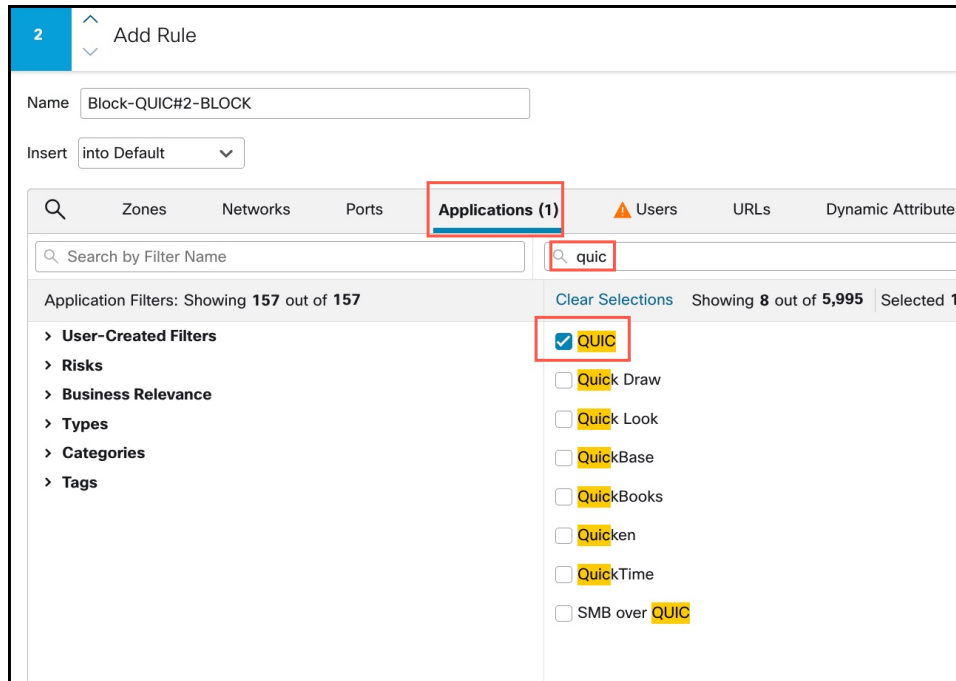 2
Add Rule
Name Block-QUIC#2-BLOCK
Insert into Default
Zones Networks Ports Applications (1) Users URLs Dynamic Attribute
Search by Filter Name
quic
Application Filters: Showing 157 out of 157
Clear Selections Showing 8 out of 5,995 Selected 1
User-Created Filters
Risks
Business Relevance
Types
Categories
Tags
QUIC
Quick Draw
Quick Look
QuickBase
QuickBooks
Quicken
QuickTime
SMB over QUIC